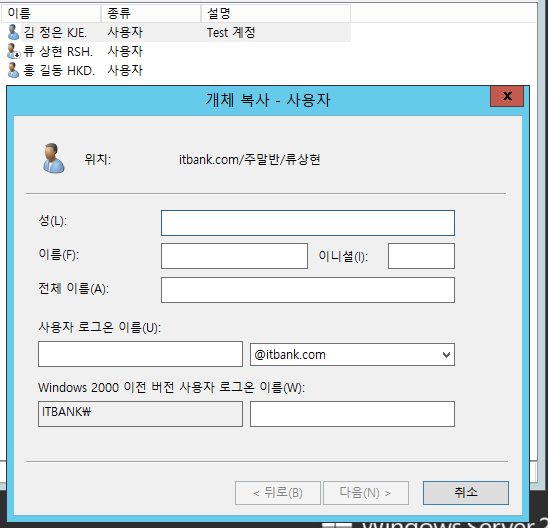 이름 종류 설명
김 정은 KJE. 사용자 Test 계정
류 상현 RSH. 사용자
홍 길동 HKD. 사용자
개체 복사 - 사용자
x
위치: itbank.com/주말반/류상현
성(L):
이름(F): 이니셜(I):
전체 이름(A):
사용자 로그온 이름(U):
@itbank.com
Windows 2000 이전 버전 사용자 로그온 이름(W):
ITBANK₩
< 뒤로(B) 다음(N) > 취소
Windows Server 2